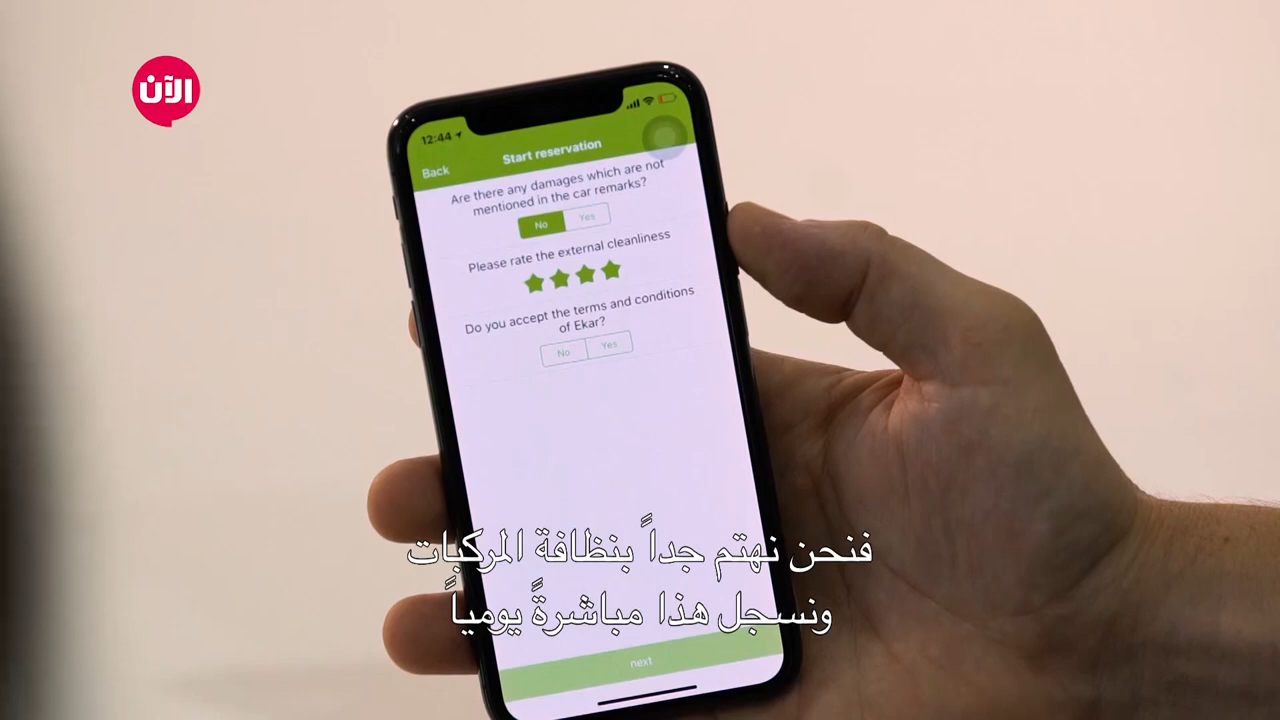 الآن
12:44
Back
Start reservation
Are there any damages which are not
mentioned in the car remarks?
No Yes
Please rate the external cleanliness
Do you accept the terms and conditions
of Ekar?
No Yes
فنحن نهتم جداً بنظافة المركبات
ونسجل هذا مباشرةً يومياً
next